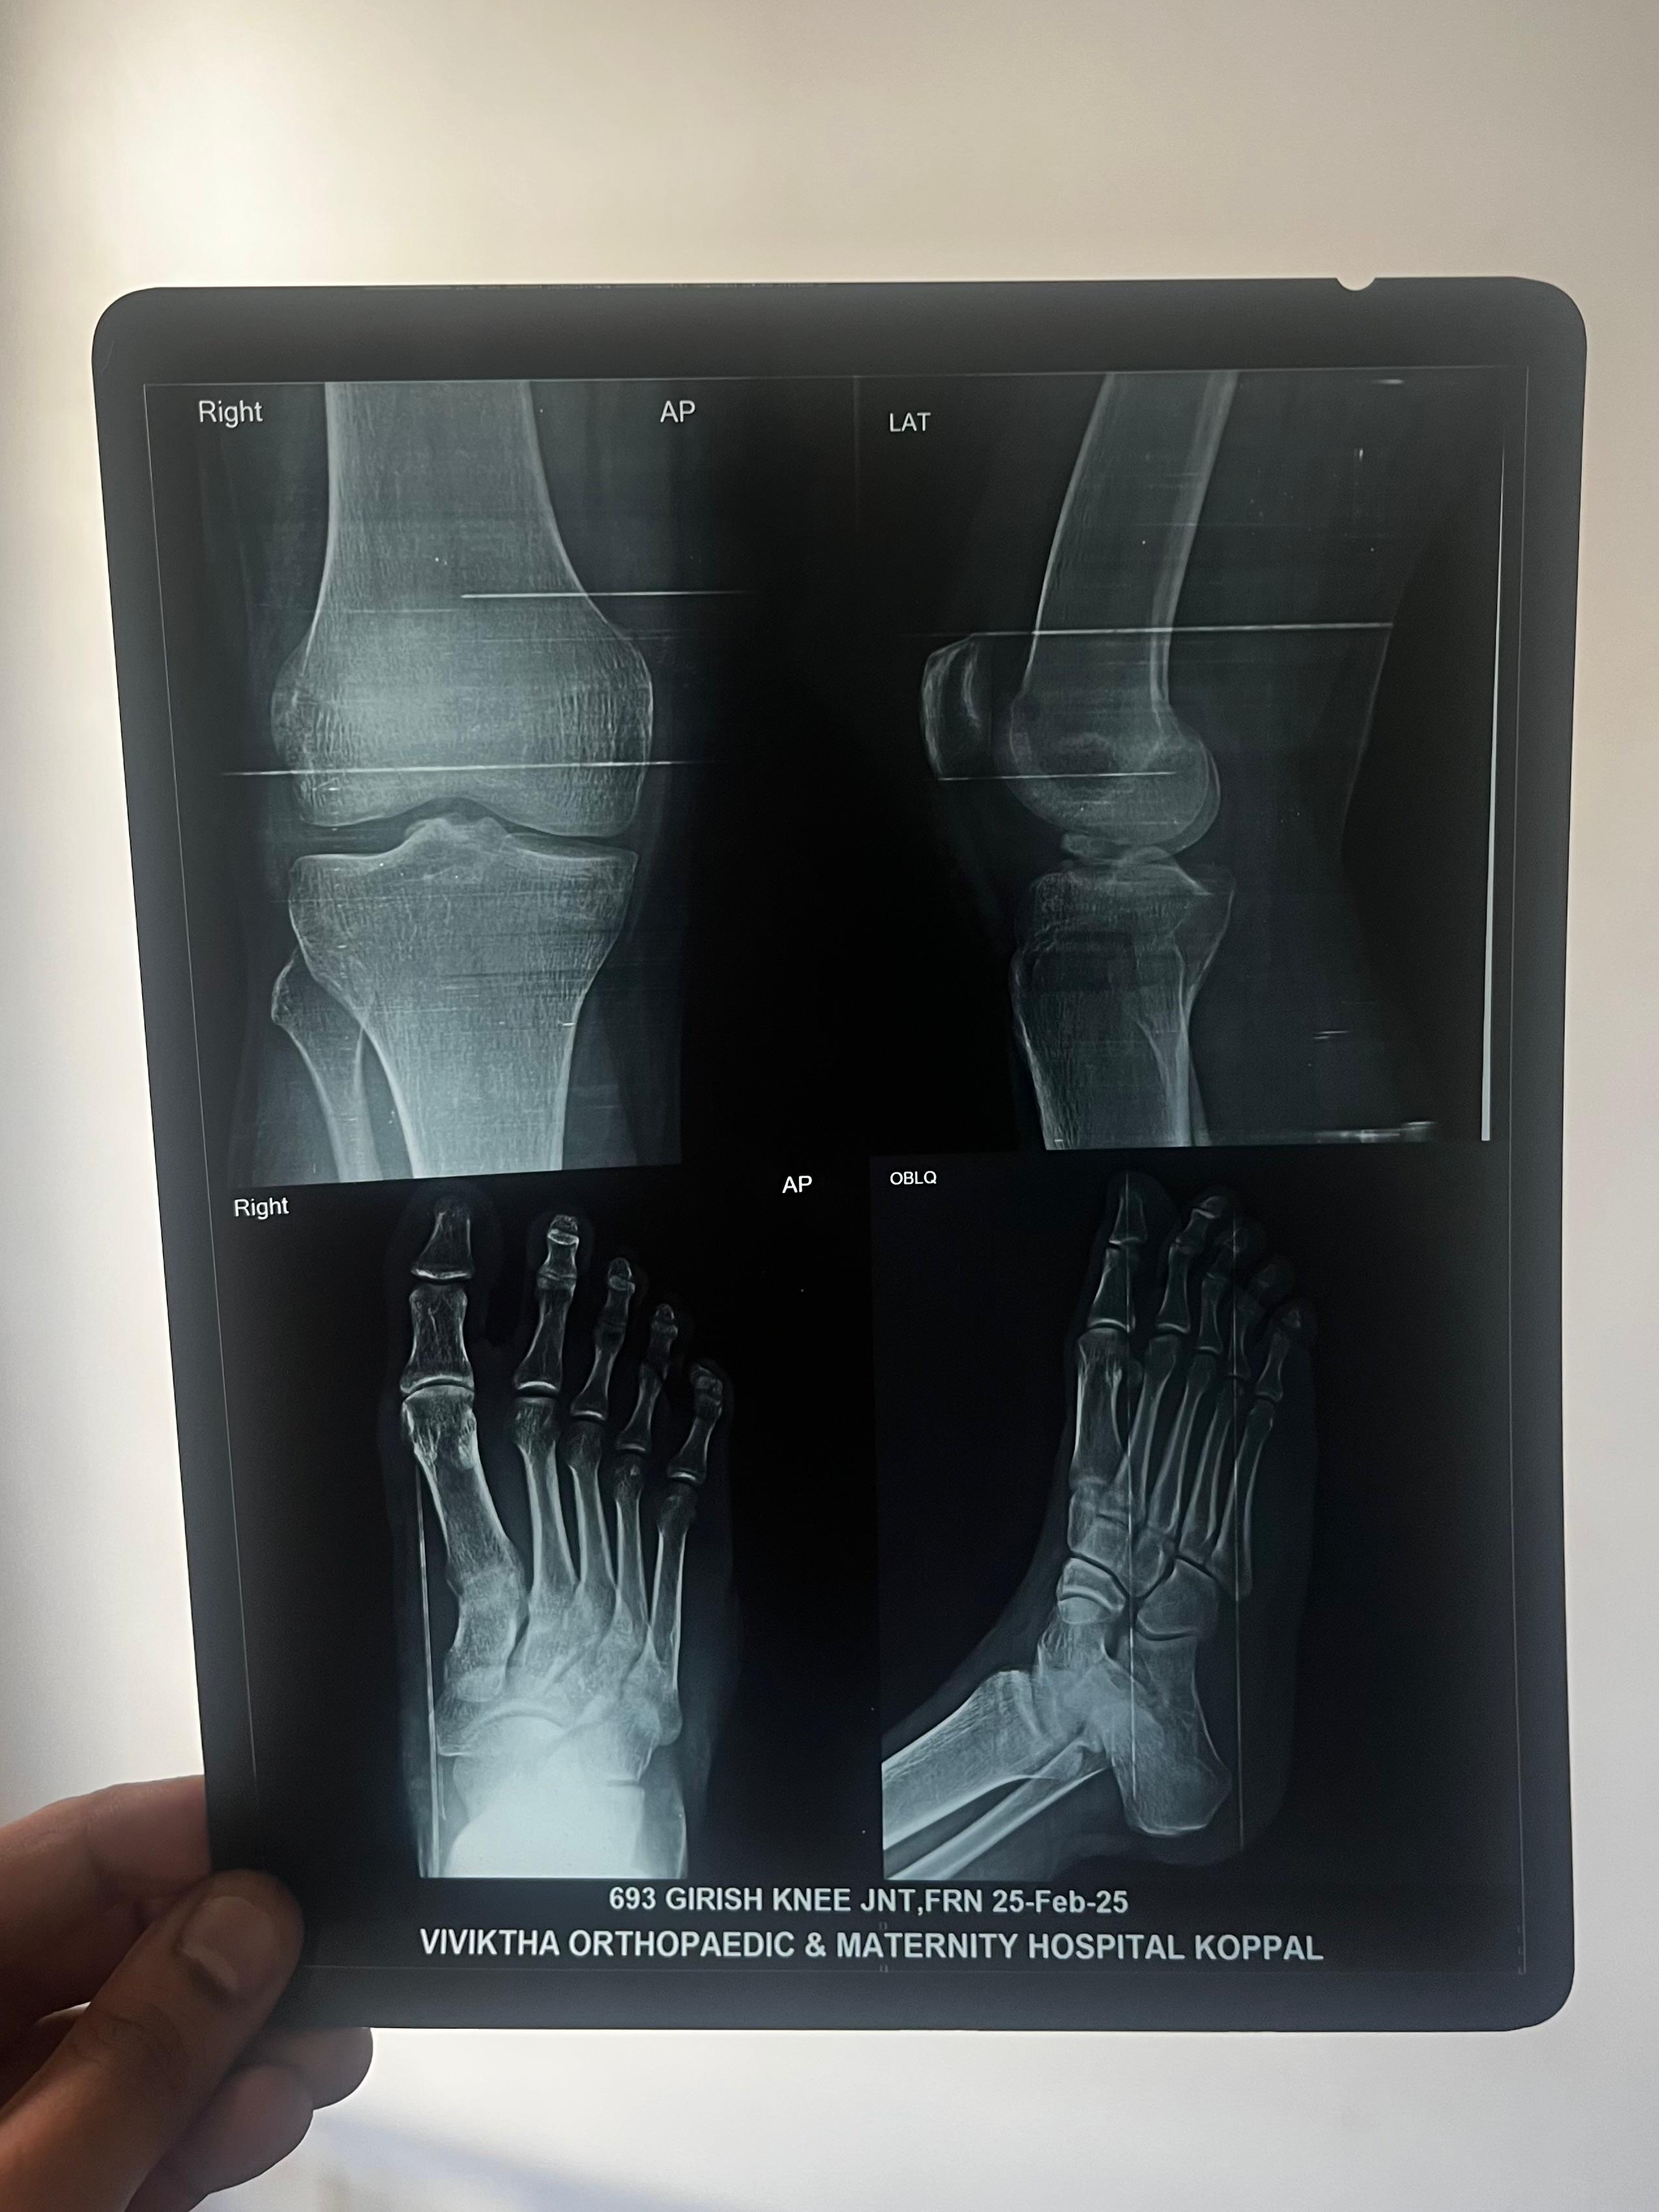 Right AP LAT
Right AP OBLQ
693 GIRISH KNEE JNT,FRN 25-Feb-25
VIVIKTHA ORTHOPAEDIC & MATERNITY HOSPITAL KOPPAL